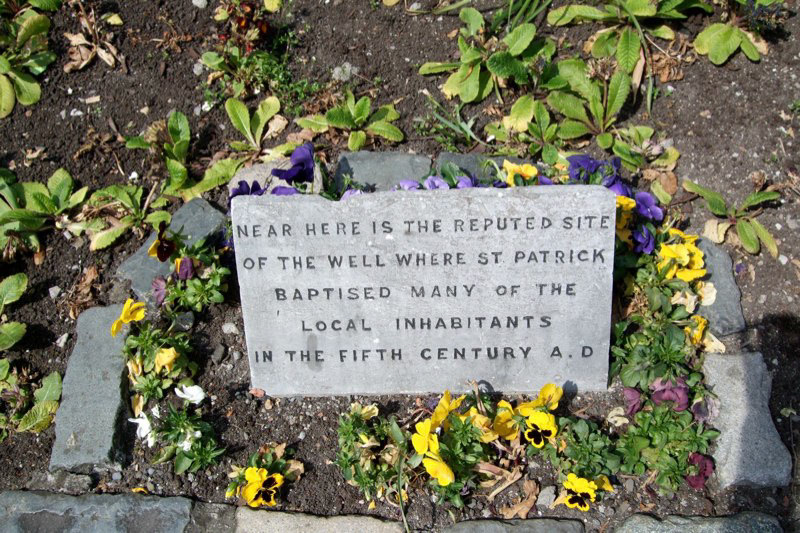 NEAR HERE IS THE REPUTED SITE
OF THE WELL WHERE ST. PATRICK
BAPTISED MANY OF THE
LOCAL INHABITANTS
IN THE FIFTH CENTURY A.D